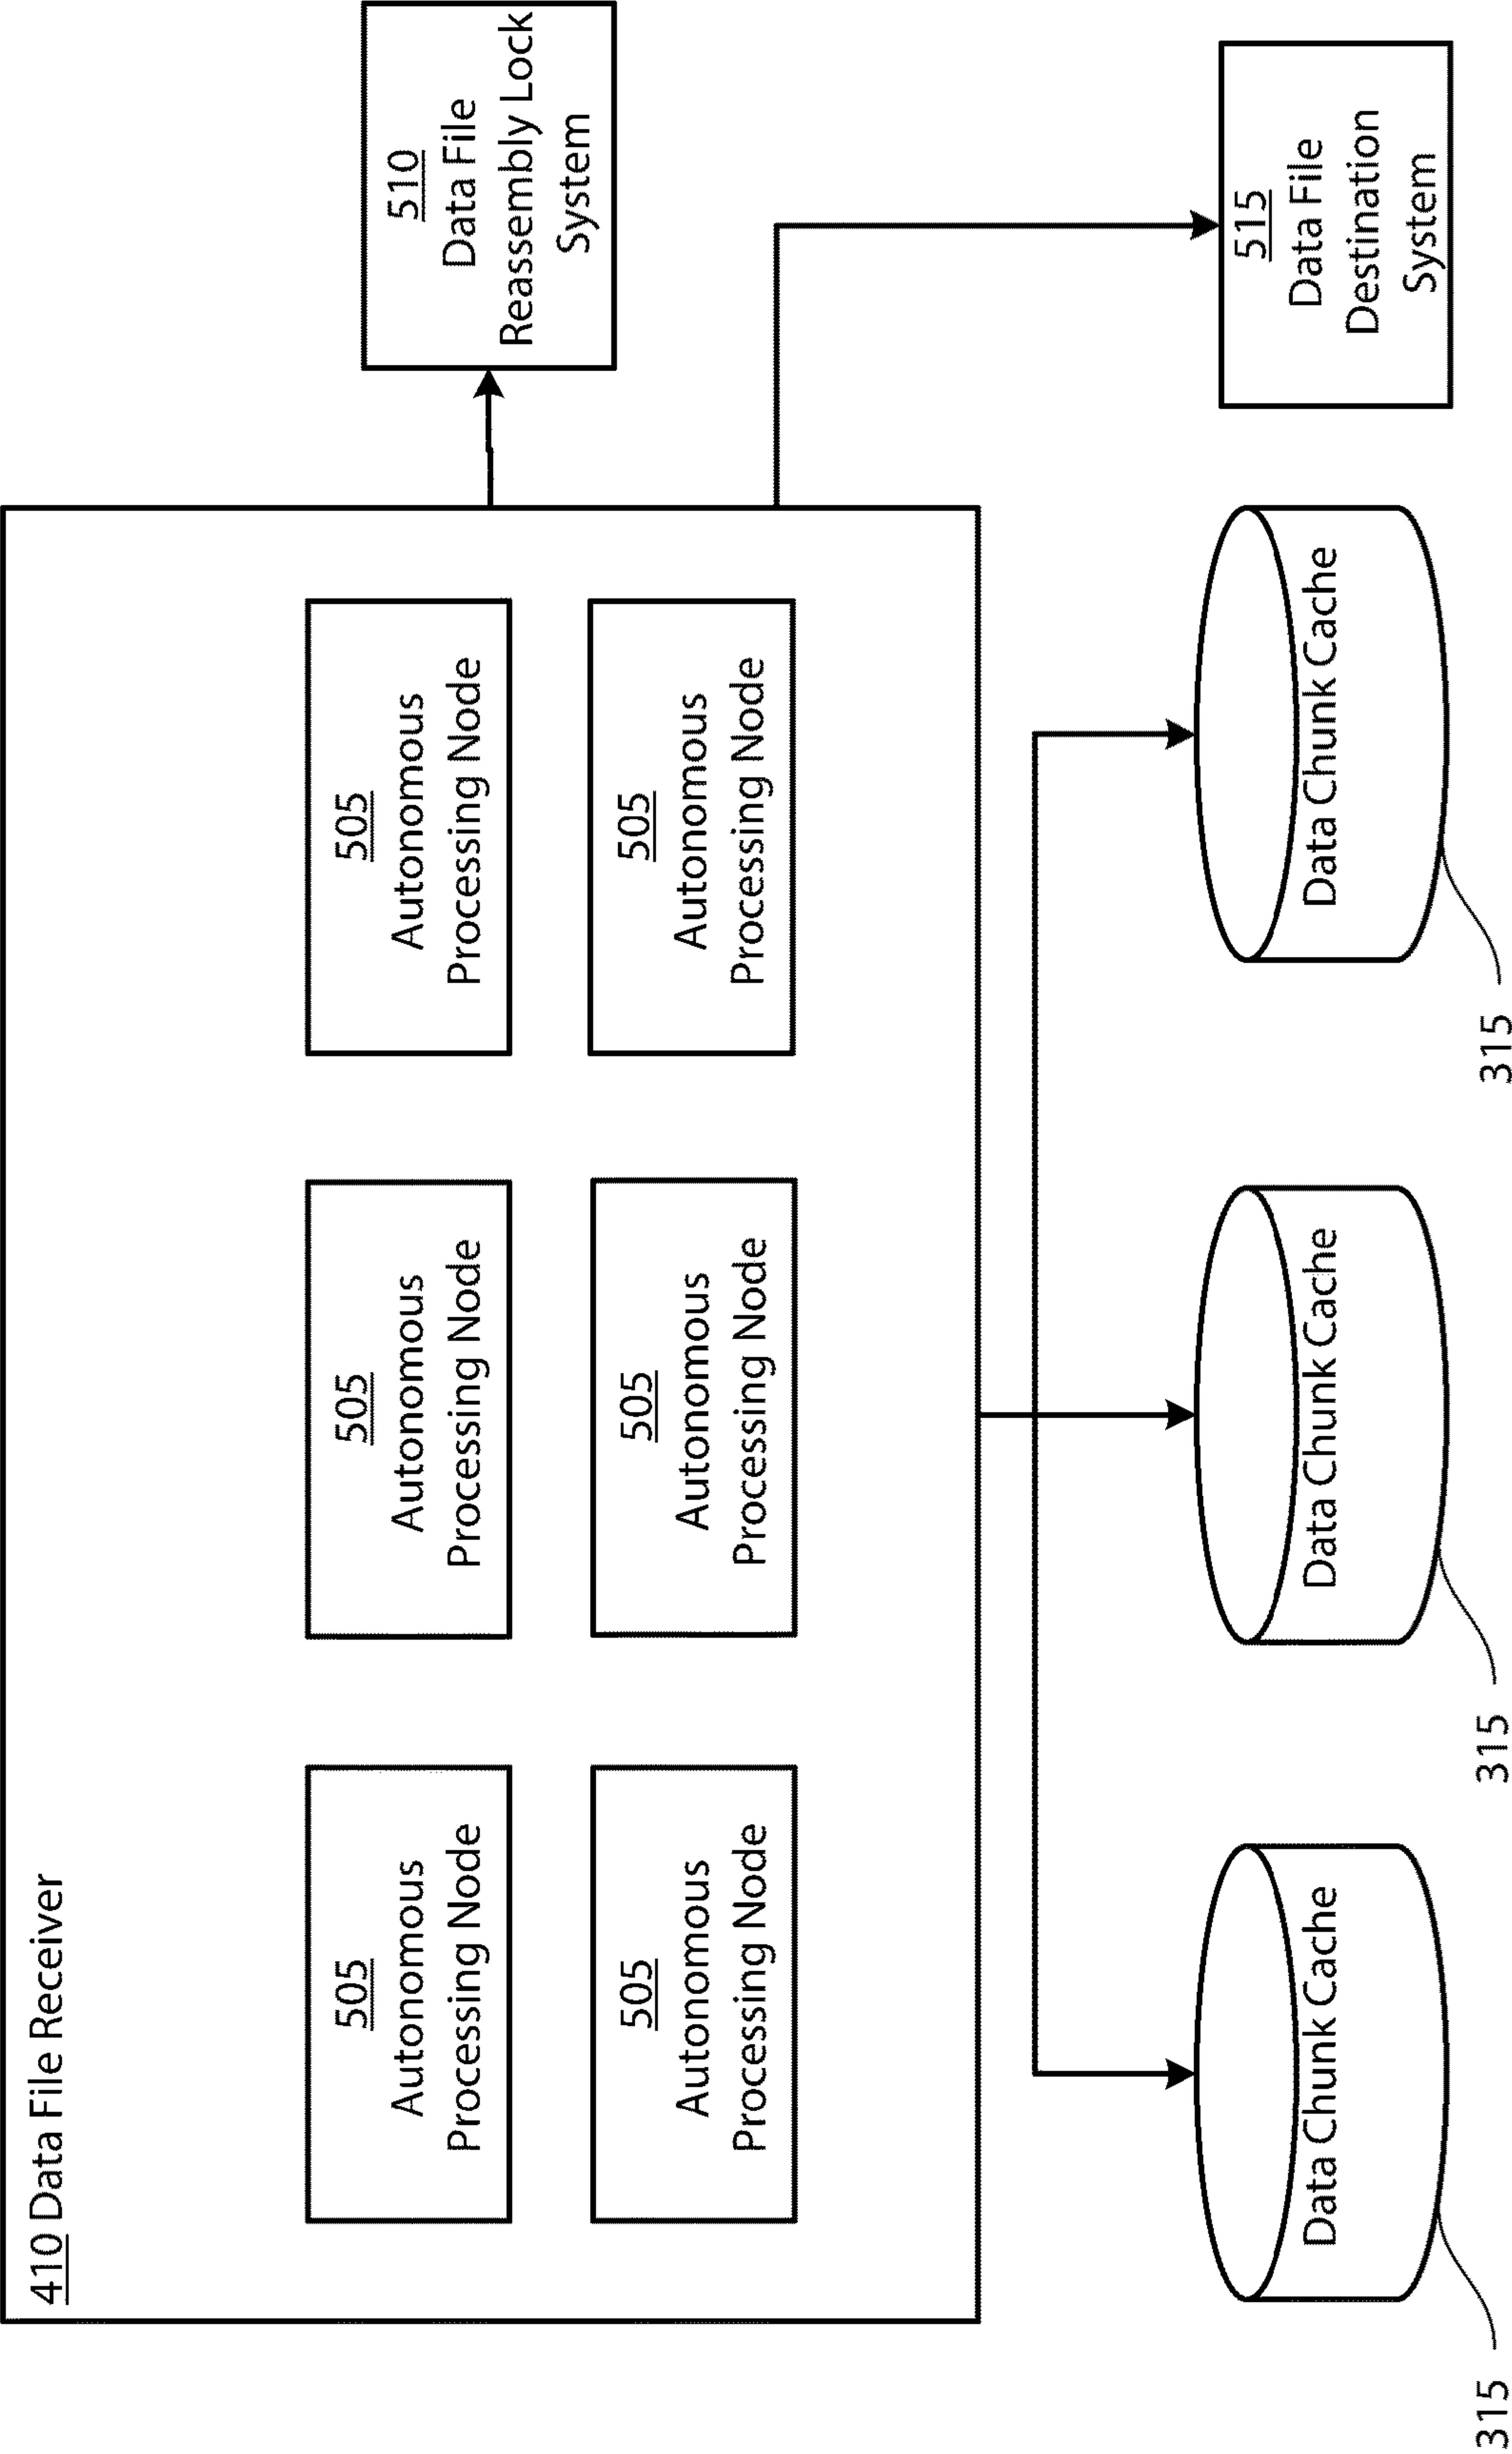 410 Data File Receiver
505
Autonomous
Processing Node
505
Autonomous
Processing Node
505
Autonomous
Processing Node
505
Autonomous
Processing Node
505
Autonomous
Processing Node
505
Autonomous
Processing Node
510
Data File
Reassembly Lock
System
515
Data File
Destination
System
Data Chunk Cache
315
Data Chunk Cache
315
Data Chunk Cache
315